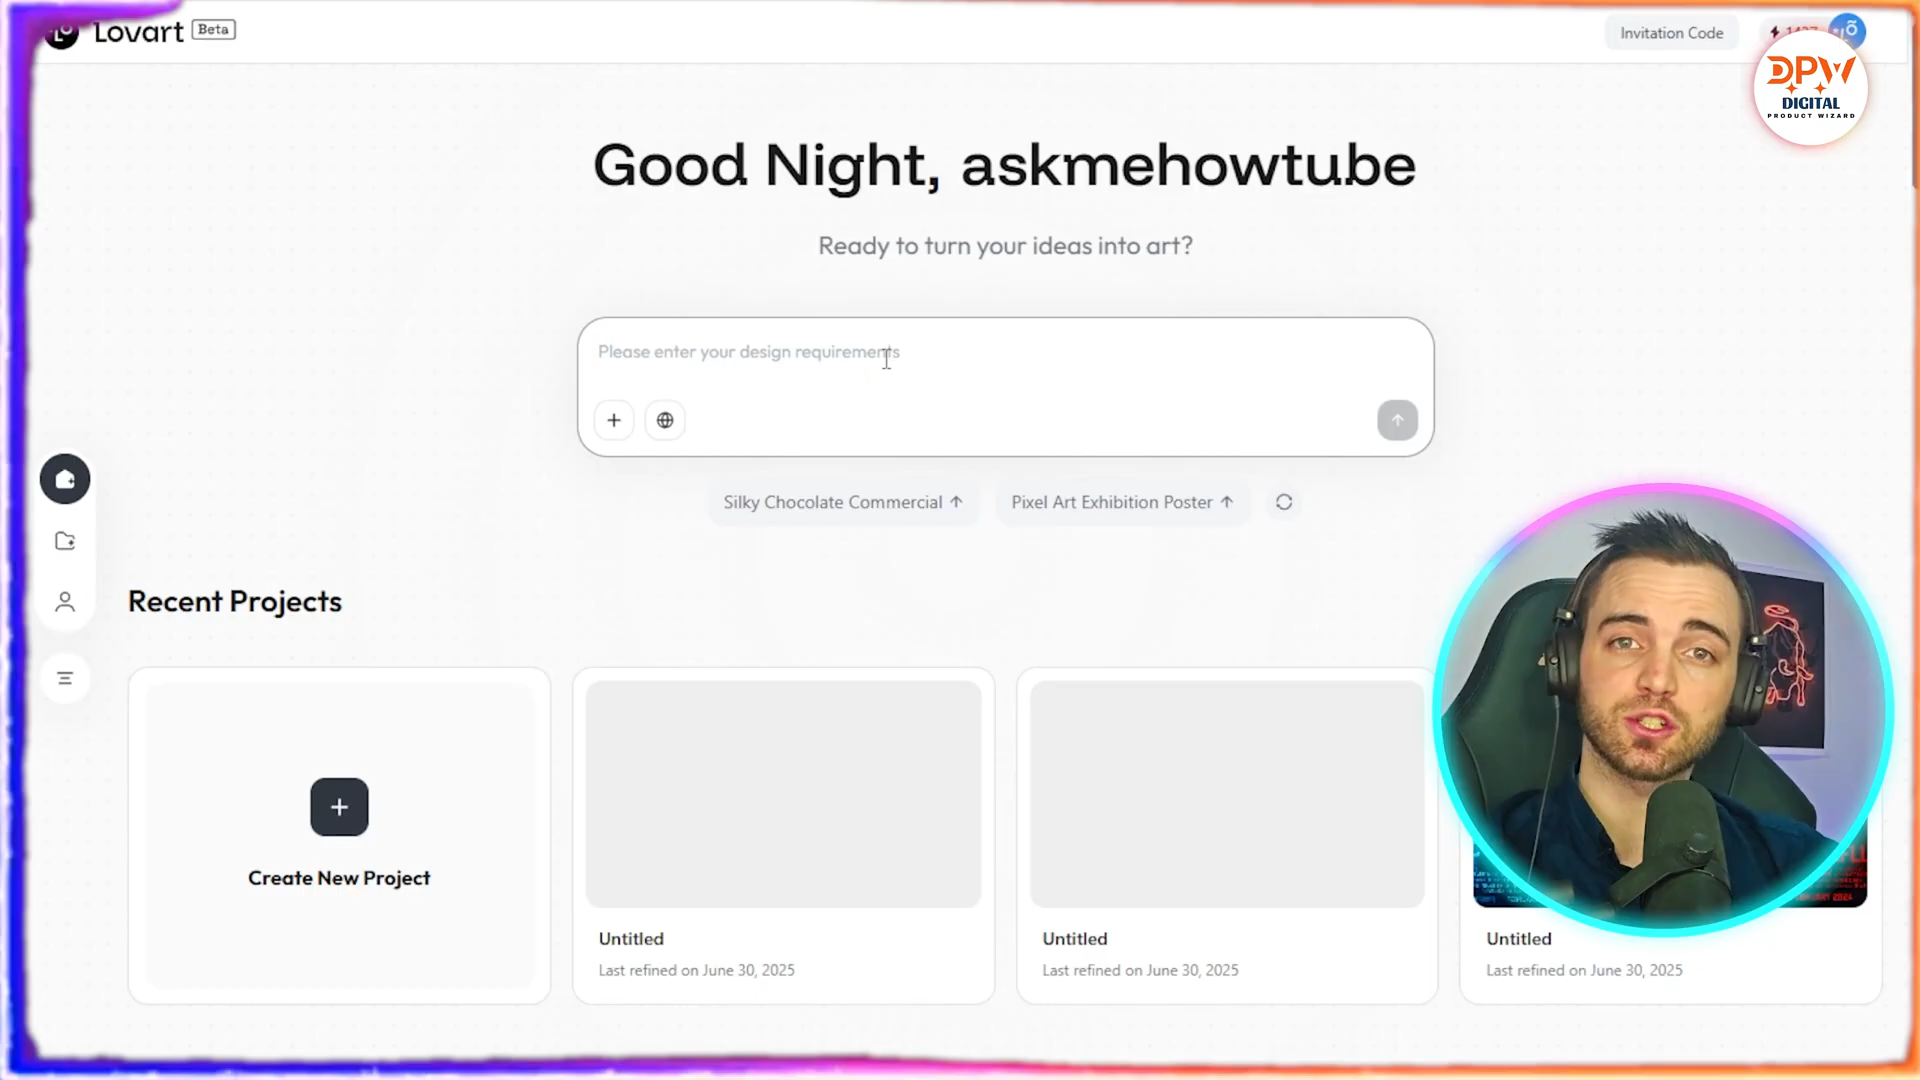 Lovart Beta
Invitation Code
DPW
DIGITAL
PRODUCT WIZARD
Good Night, askmehowtube
Ready to turn your ideas into art?
Please enter your design requirements
Silky Chocolate Commercial ↑
Pixel Art Exhibition Poster ↑
Recent Projects
Create New Project
Untitled
Last refined on June 30, 2025
Untitled
Last refined on June 30, 2025
Untitled
Last refined on June 30, 2025